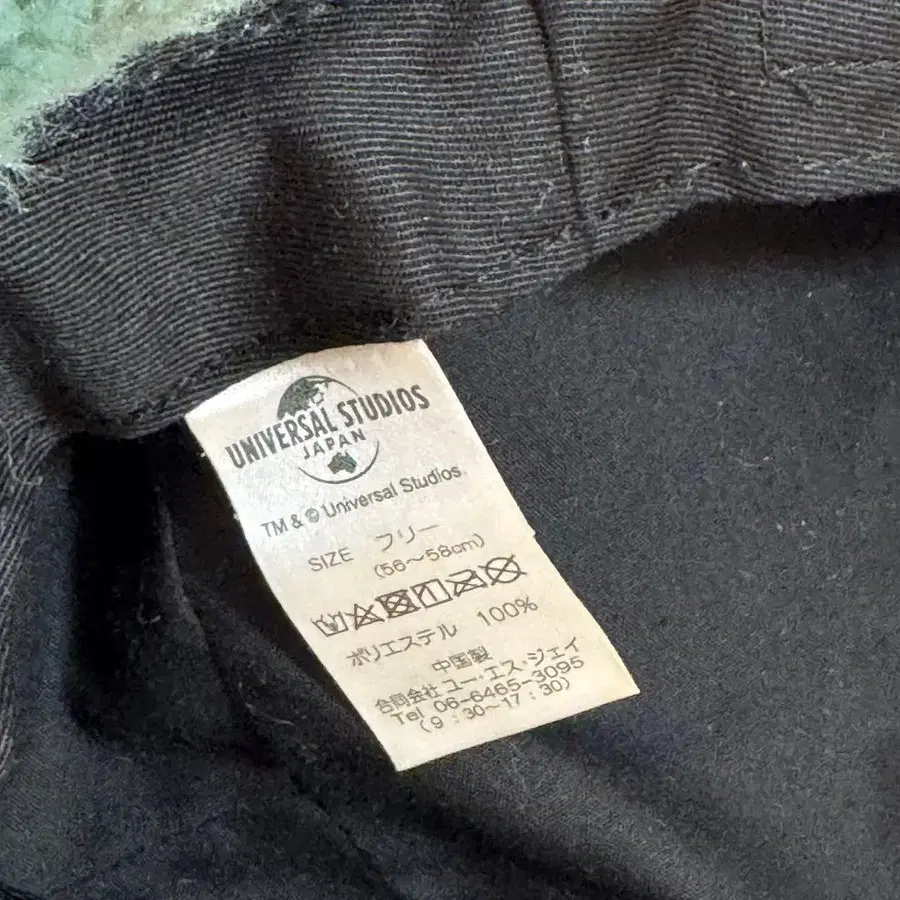 UNIVERSAL STUDIOS
JAPAN
TM & © Universal Studios
SIZE フリー
(56～58cm)
ポリエステル 100%
中国製
合同会社 ユー・エス・ジェイ
Tel 06-6465-3095
(9:30～17:30)